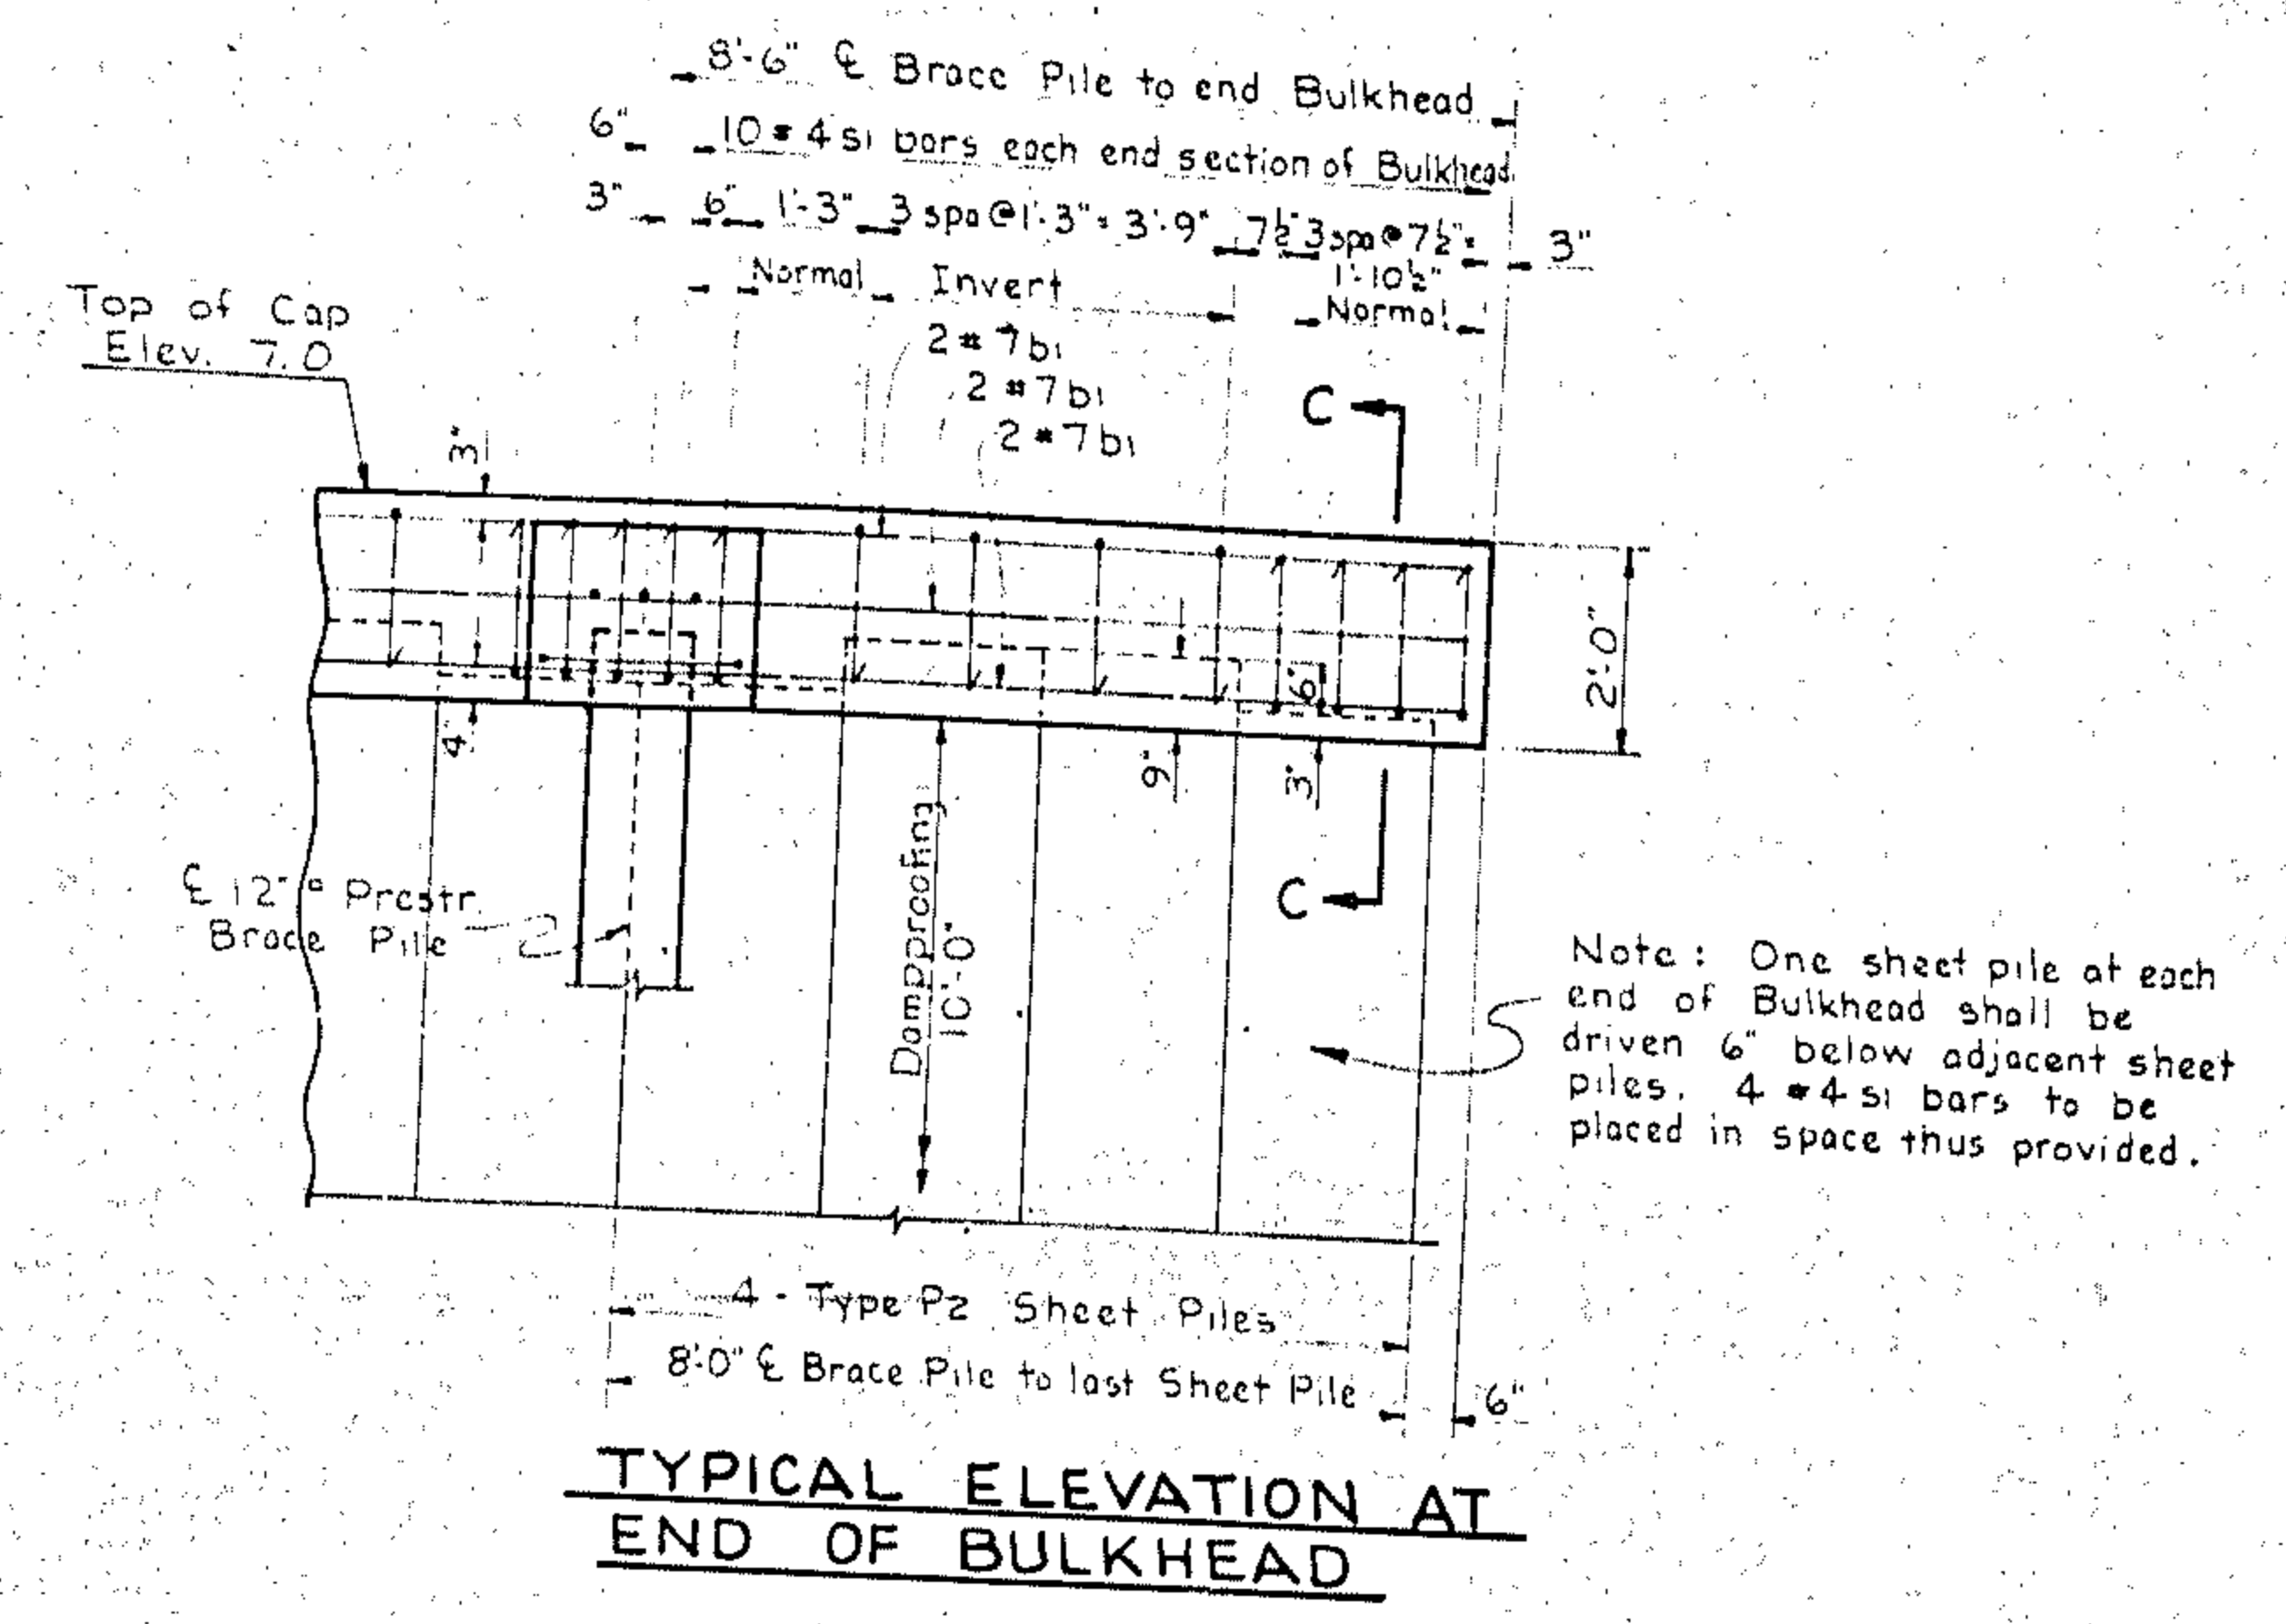 8'-6" ℄ Brace Pile to end Bulkhead
6" 10 #4 s1 bars each end section of Bulkhead
3" 6" 1'-3" 3 spa@1'-3"= 3'-9" 7½" 3 spa@7½"= 3"
1'-10½"
Normal Invert Normal
Top of Cap
Elev. 7.0
2 #7 b1
2 #7 b1
2 #7 b1
C
3"
2'-0"
6"
4"
9"
3"
Dampproofing
10'-0"
℄ 12"▫ Prestr.
Brace Pile
C
Note: One sheet pile at each
end of Bulkhead shall be
driven 6" below adjacent sheet
piles. 4 #4 s1 bars to be
placed in space thus provided.
4 - Type P2 Sheet Piles
8'-0" ℄ Brace Pile to last Sheet Pile 6"
TYPICAL ELEVATION AT
END OF BULKHEAD